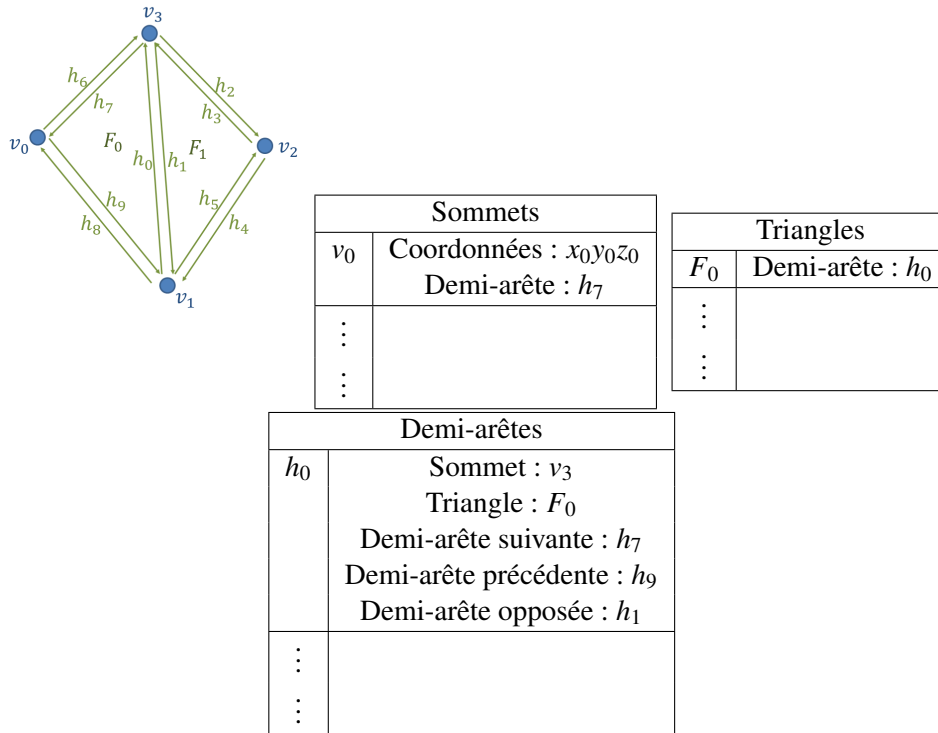 v₃
h₆
h₇
h₂
h₃
v₀
F₀
F₁
v₂
h₀
h₁
h₉
h₈
h₅
h₄
v₁
Sommets
v₀ Coordonnées : x₀y₀z₀
Demi-arête : h₇
⋮
⋮
Triangles
F₀ Demi-arête : h₀
⋮
⋮
Demi-arêtes
h₀ Sommet : v₃
Triangle : F₀
Demi-arête suivante : h₇
Demi-arête précédente : h₉
Demi-arête opposée : h₁
⋮
⋮